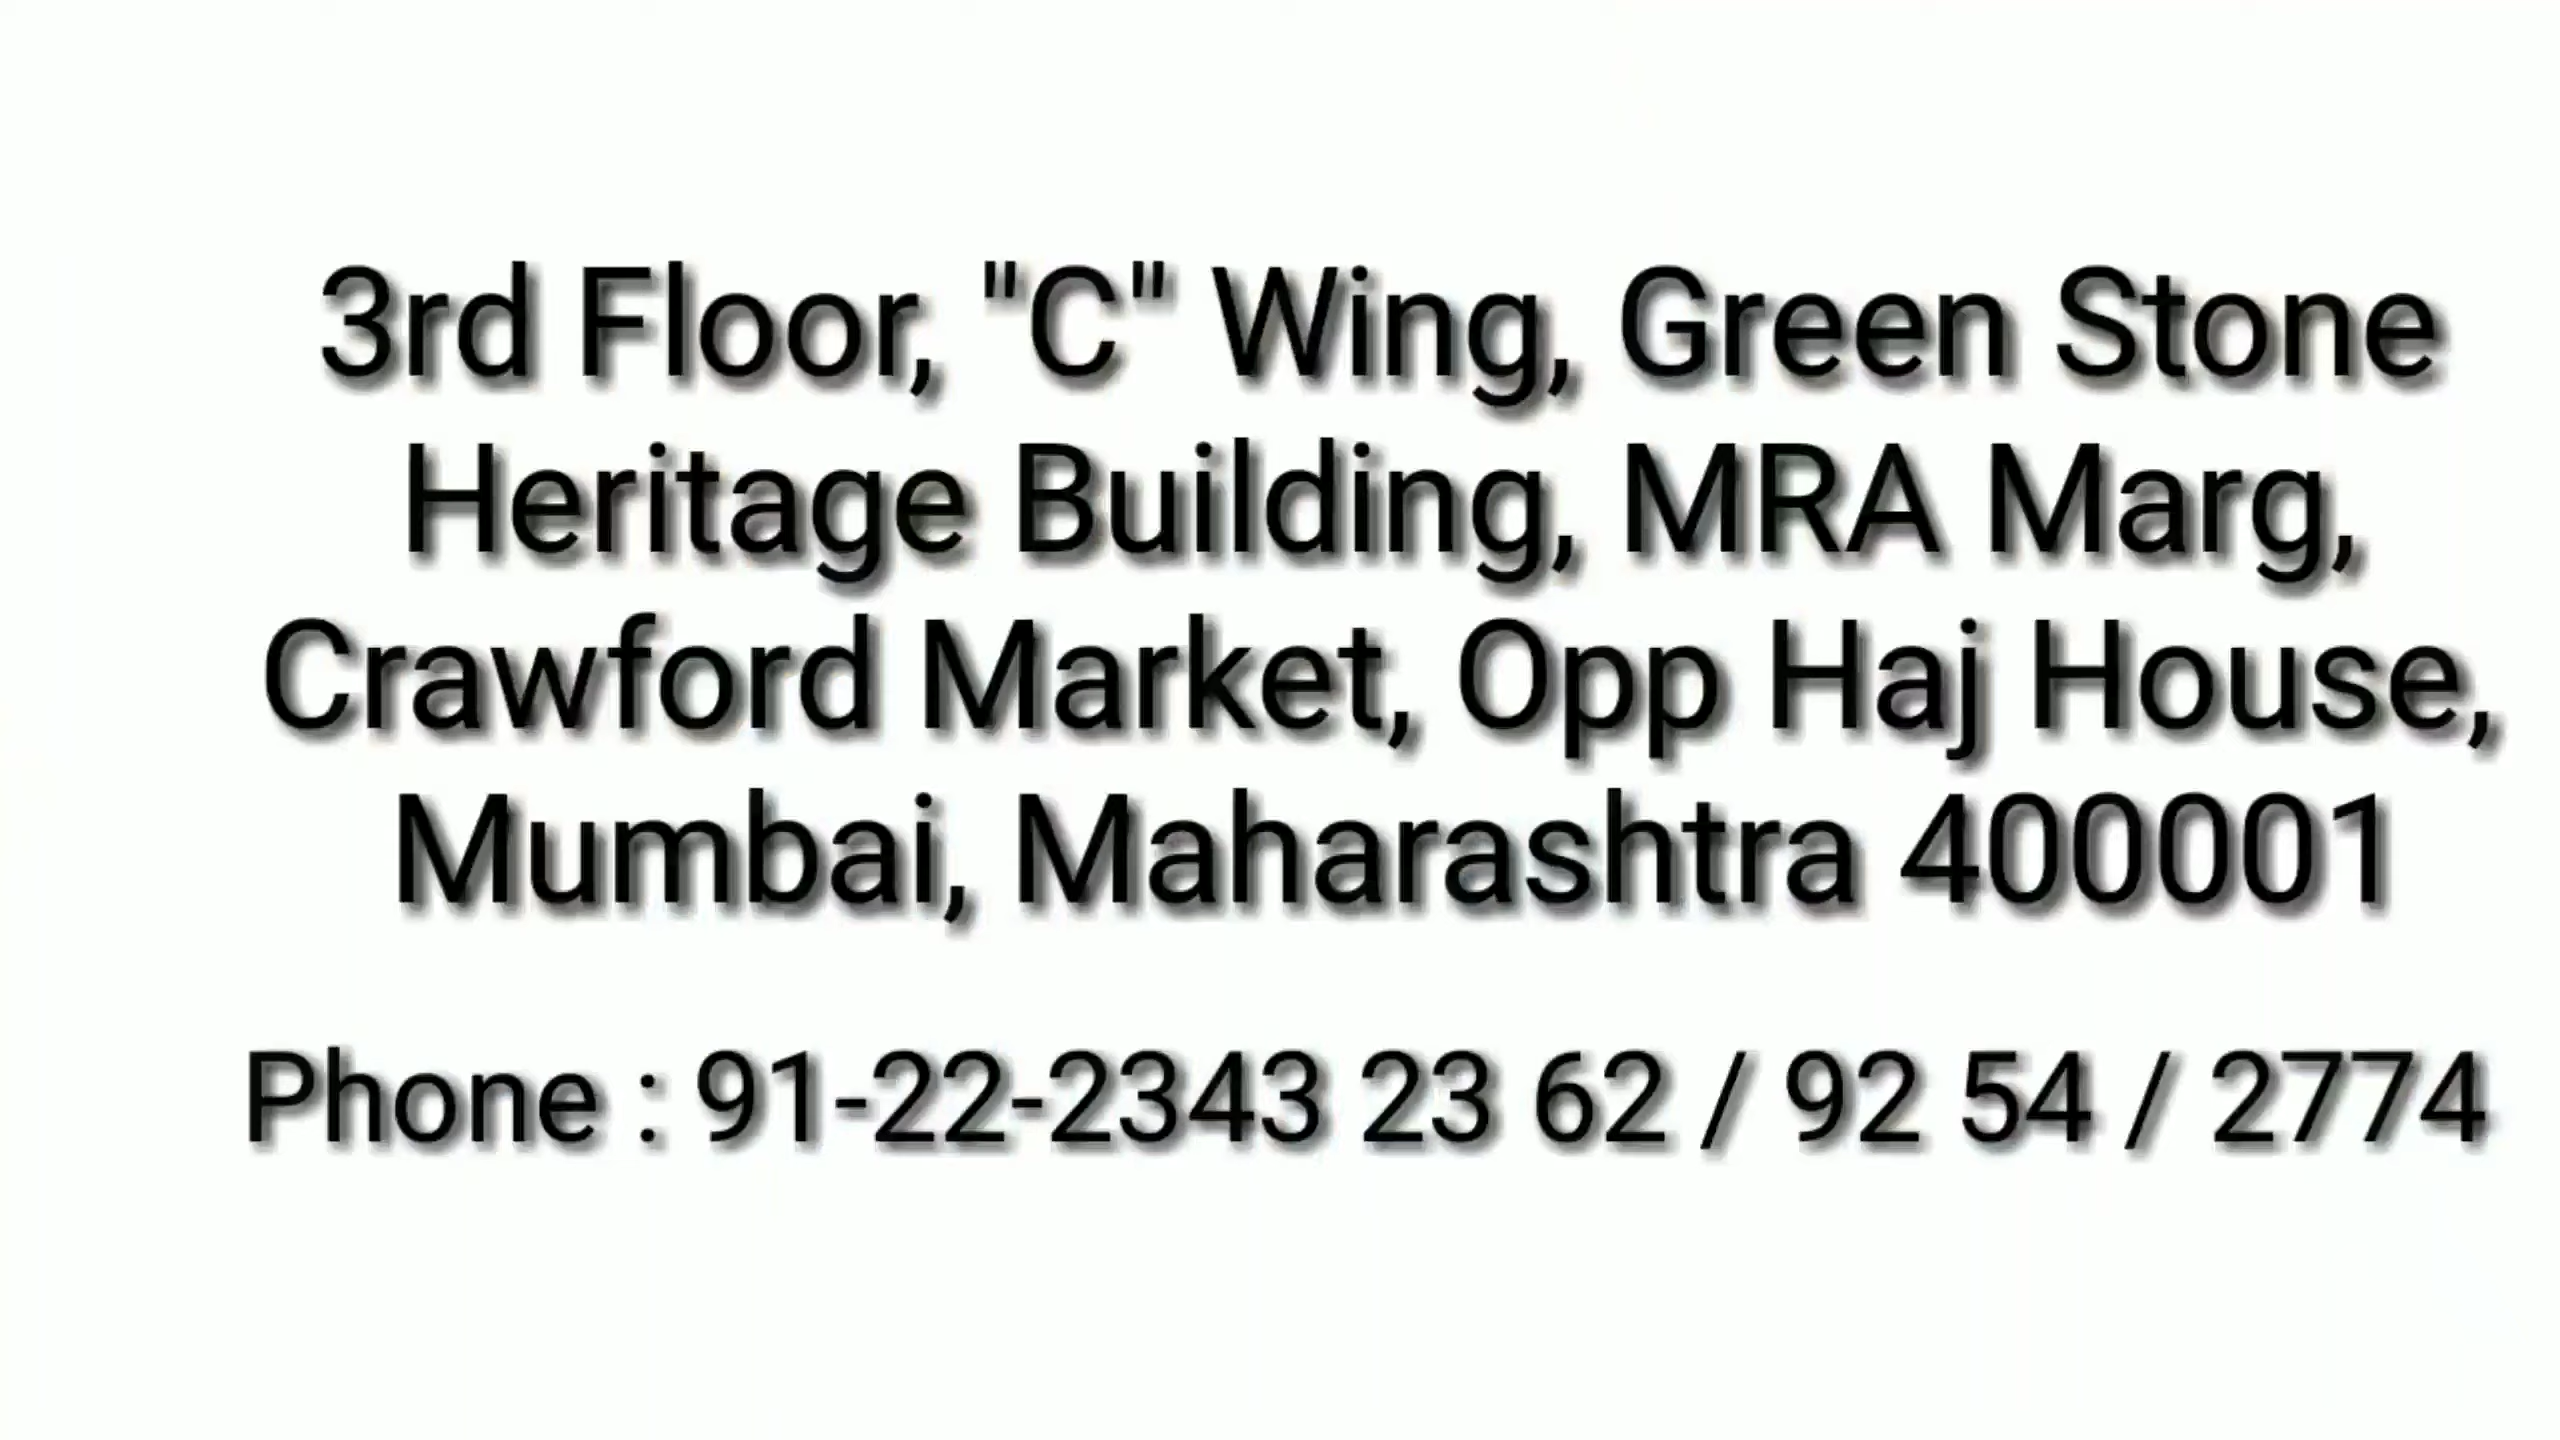 3rd Floor, "C" Wing, Green Stone
Heritage Building, MRA Marg,
Crawford Market, Opp Haj House,
Mumbai, Maharashtra 400001
Phone : 91-22-2343 23 62 / 92 54 / 2774